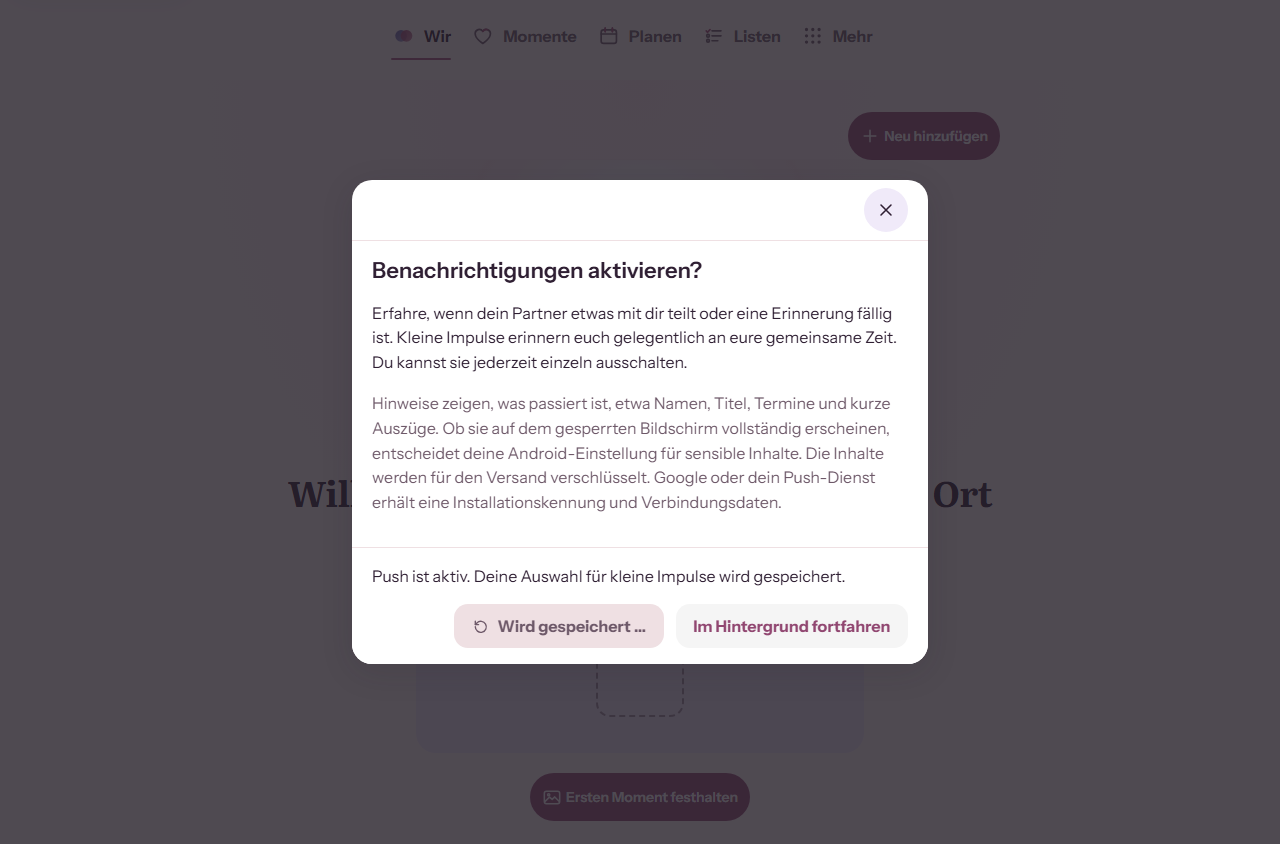 Wir Momente Planen Listen Mehr
Neu hinzufügen
Benachrichtigungen aktivieren?
Erfahre, wenn dein Partner etwas mit dir teilt oder eine Erinnerung fällig
ist. Kleine Impulse erinnern euch gelegentlich an eure gemeinsame Zeit.
Du kannst sie jederzeit einzeln ausschalten.
Hinweise zeigen, was passiert ist, etwa Namen, Titel, Termine und kurze
Auszüge. Ob sie auf dem gesperrten Bildschirm vollständig erscheinen,
entscheidet deine Android-Einstellung für sensible Inhalte. Die Inhalte
werden für den Versand verschlüsselt. Google oder dein Push-Dienst
erhält eine Installationskennung und Verbindungsdaten.
Ort
Push ist aktiv. Deine Auswahl für kleine Impulse wird gespeichert.
Wird gespeichert ... Im Hintergrund fortfahren
Ersten Moment festhalten